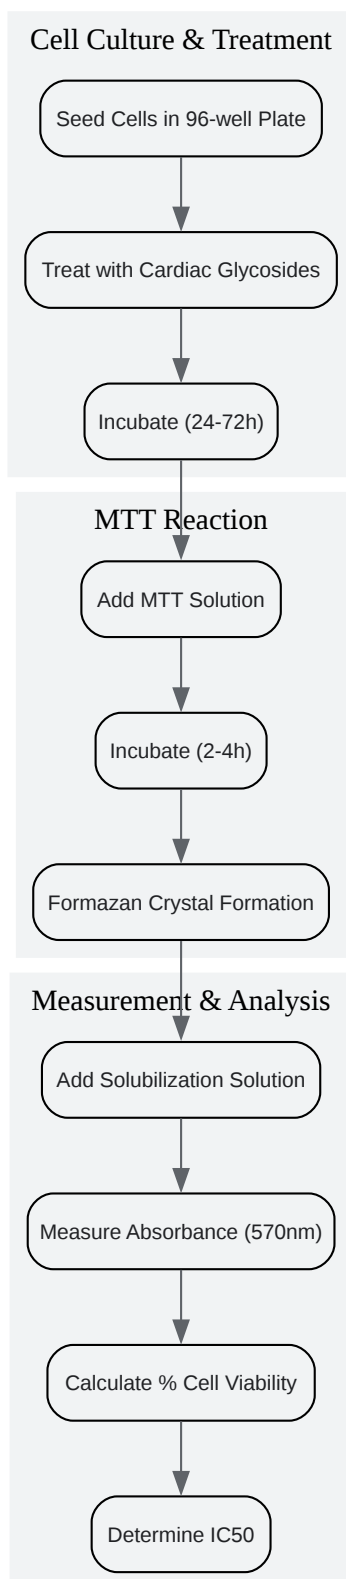 Cell Culture & Treatment
Seed Cells in 96-well Plate
Treat with Cardiac Glycosides
Incubate (24-72h)
MTT Reaction
Add MTT Solution
Incubate (2-4h)
Formazan Crystal Formation
Measurement & Analysis
Add Solubilization Solution
Measure Absorbance (570nm)
Calculate % Cell Viability
Determine IC50